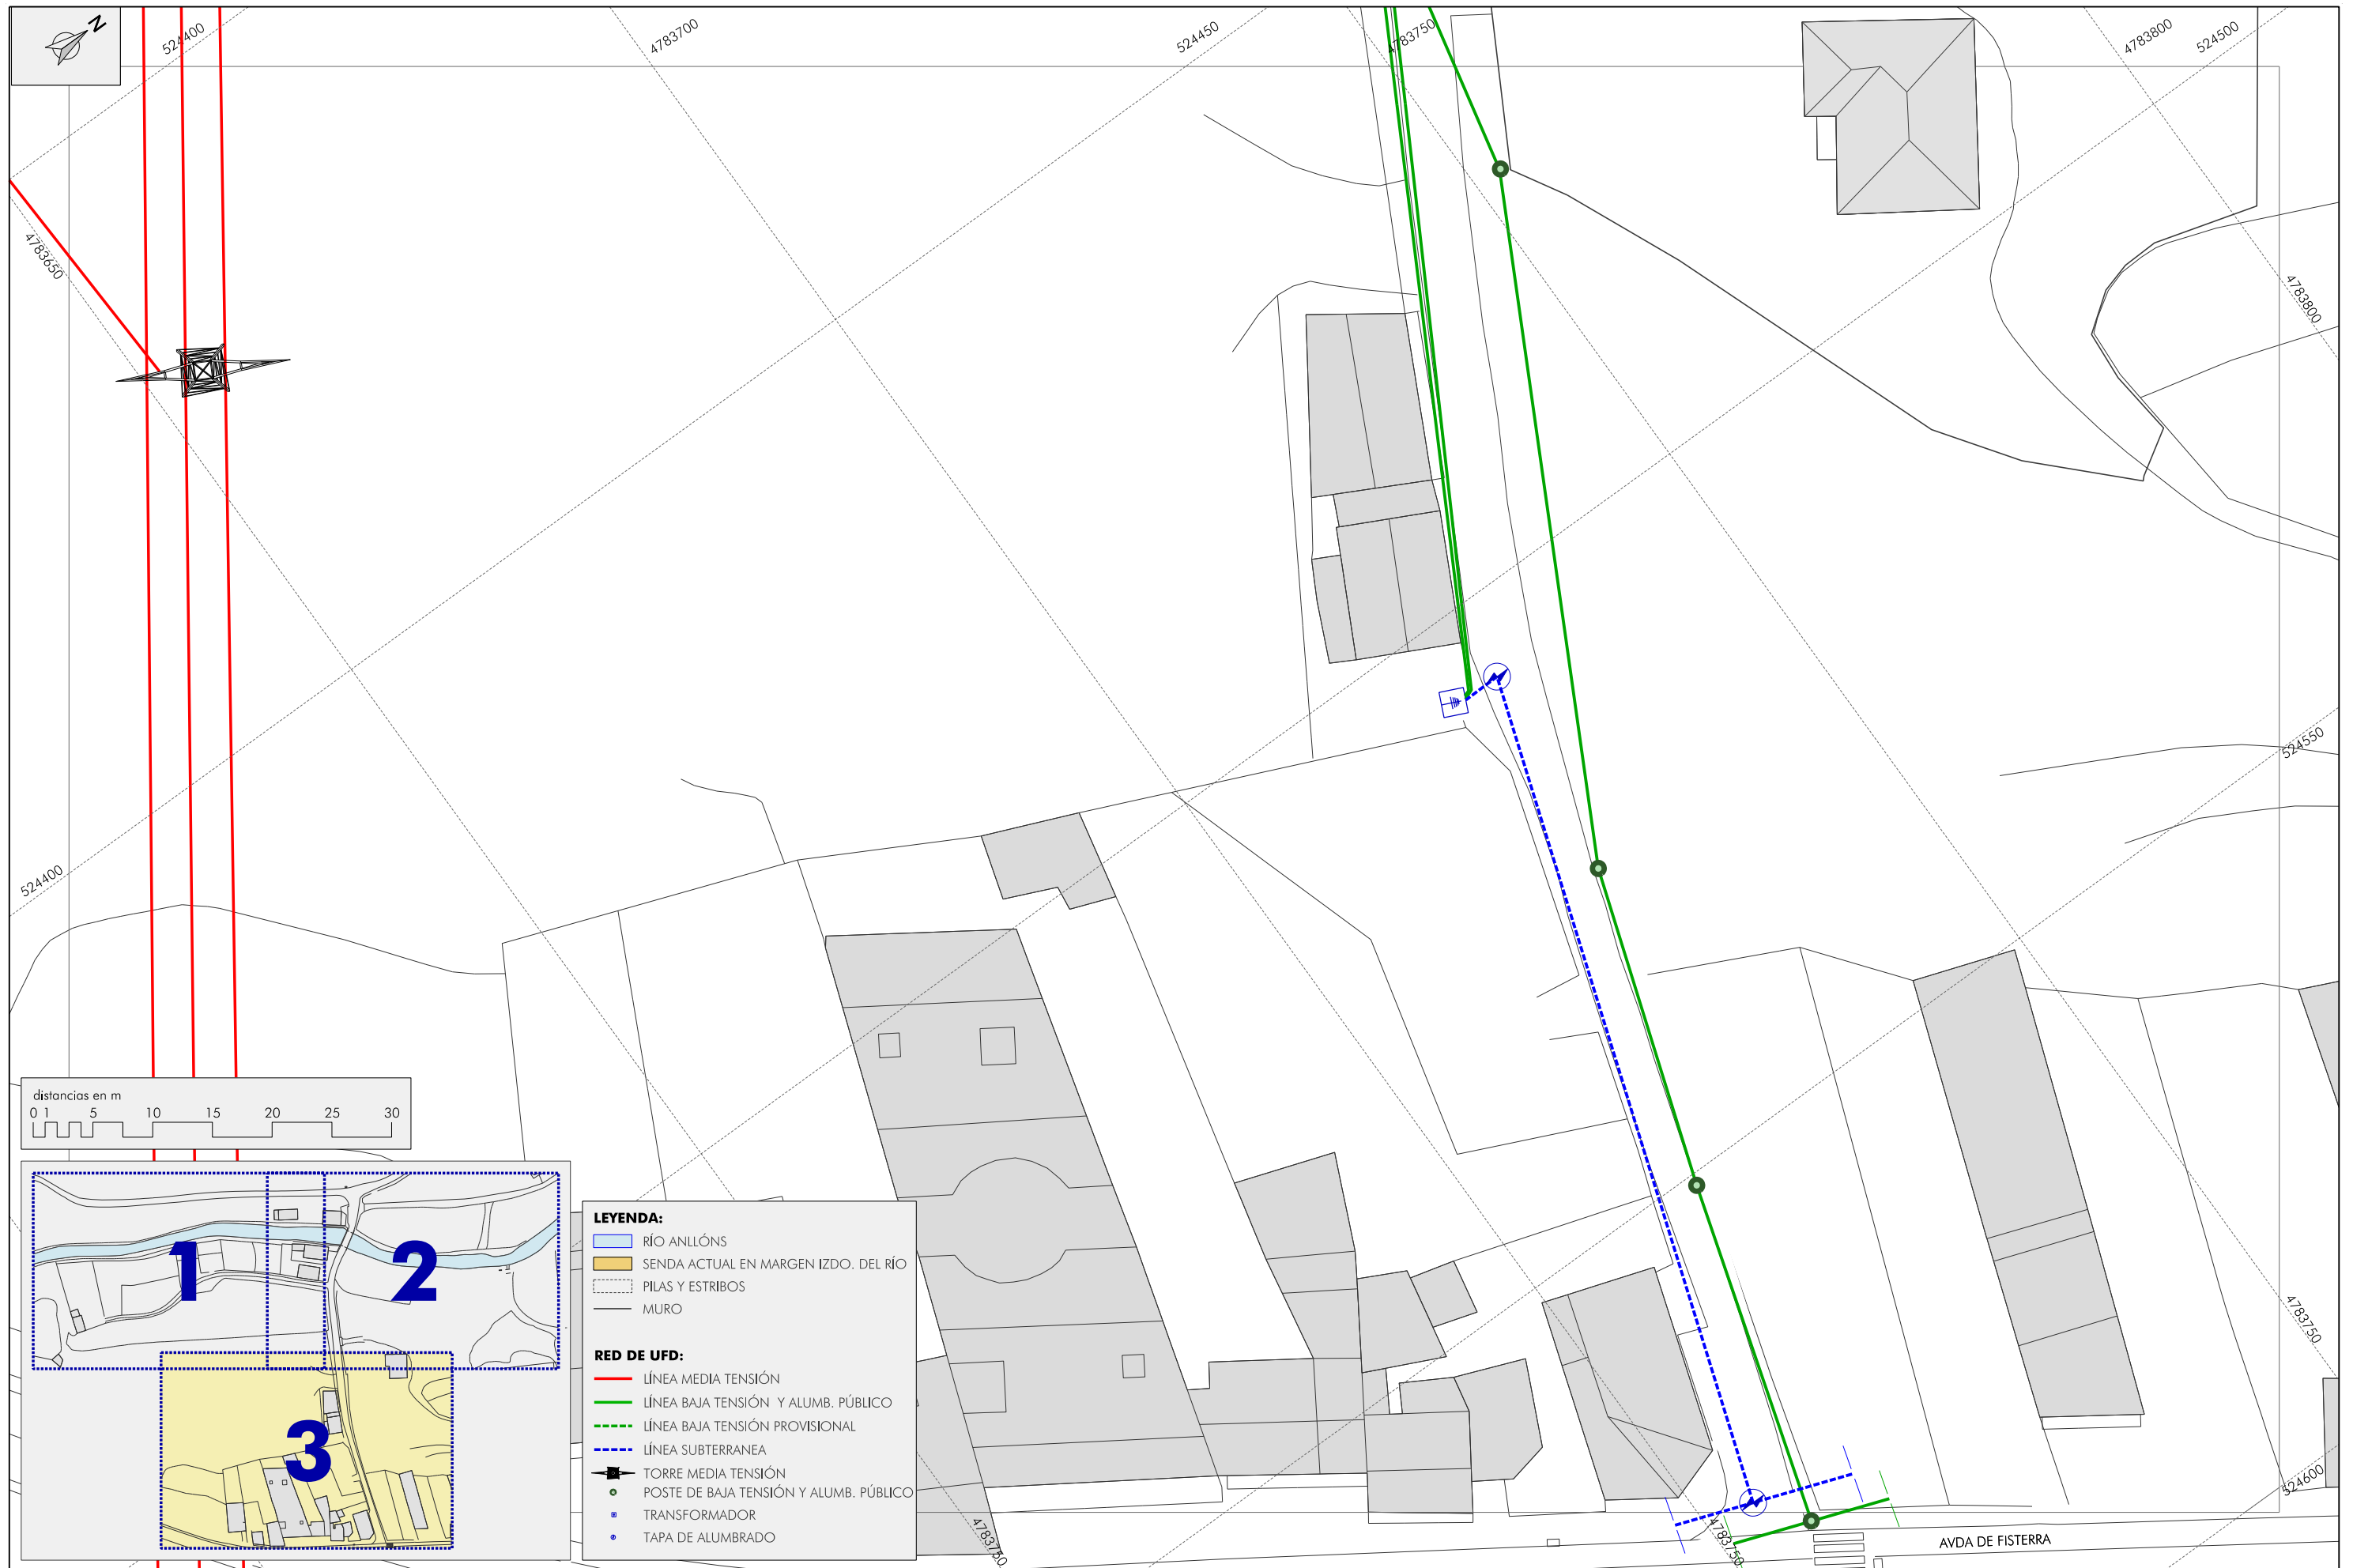 N
524400
4783700
524450
4783750
4783800
524500
4783650
4783800
524550
524400
distancias en m
0 1 5 10 15 20 25 30
1
2
3
LEYENDA:
RÍO ANLLÓNS
SENDA ACTUAL EN MARGEN IZDO. DEL RÍO
PILAS Y ESTRIBOS
MURO
RED DE UFD:
LÍNEA MEDIA TENSIÓN
LÍNEA BAJA TENSIÓN Y ALUMB. PÚBLICO
LÍNEA BAJA TENSIÓN PROVISIONAL
LÍNEA SUBTERRANEA
TORRE MEDIA TENSIÓN
POSTE DE BAJA TENSIÓN Y ALUMB. PÚBLICO
TRANSFORMADOR
TAPA DE ALUMBRADO
4783750
524600
4783750
4783750
AVDA DE FISTERRA